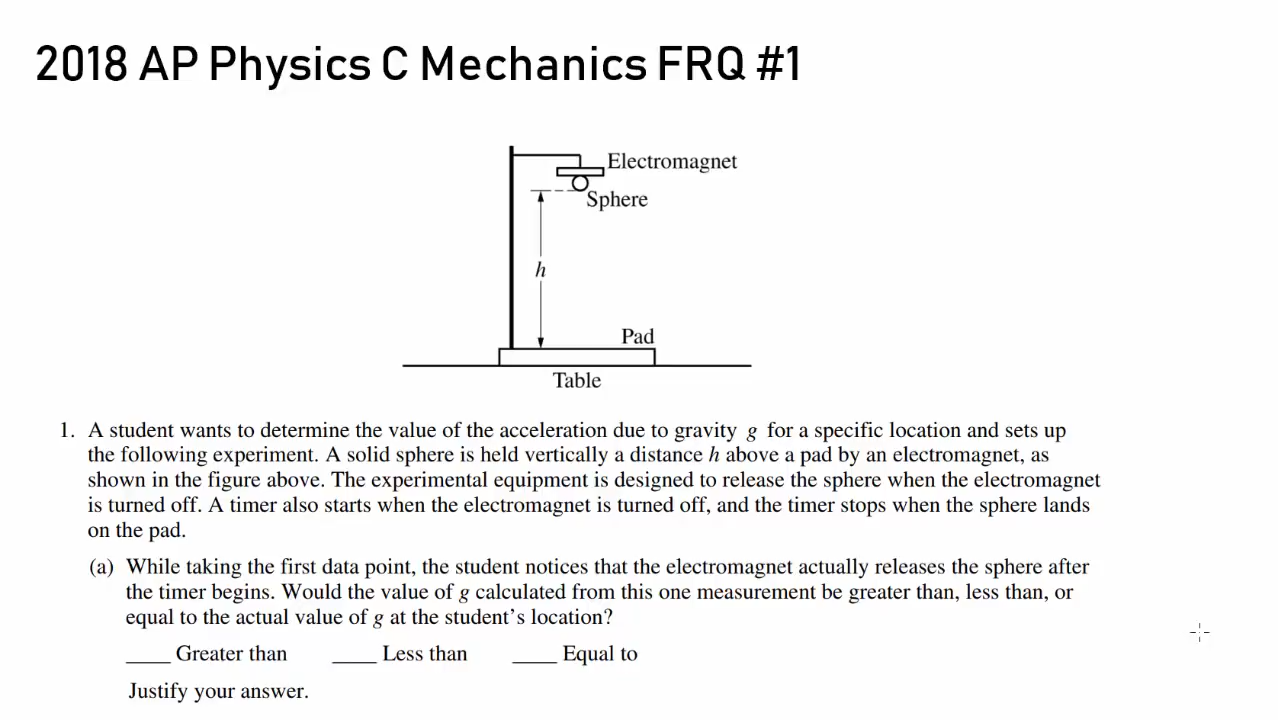 2018 AP Physics C Mechanics FRQ #1
Electromagnet
Sphere
h
Pad
Table
1. A student wants to determine the value of the acceleration due to gravity g for a specific location and sets up
the following experiment. A solid sphere is held vertically a distance h above a pad by an electromagnet, as
shown in the figure above. The experimental equipment is designed to release the sphere when the electromagnet
is turned off. A timer also starts when the electromagnet is turned off, and the timer stops when the sphere lands
on the pad.
(a) While taking the first data point, the student notices that the electromagnet actually releases the sphere after
the timer begins. Would the value of g calculated from this one measurement be greater than, less than, or
equal to the actual value of g at the student's location?
____ Greater than ____ Less than ____ Equal to
Justify your answer.